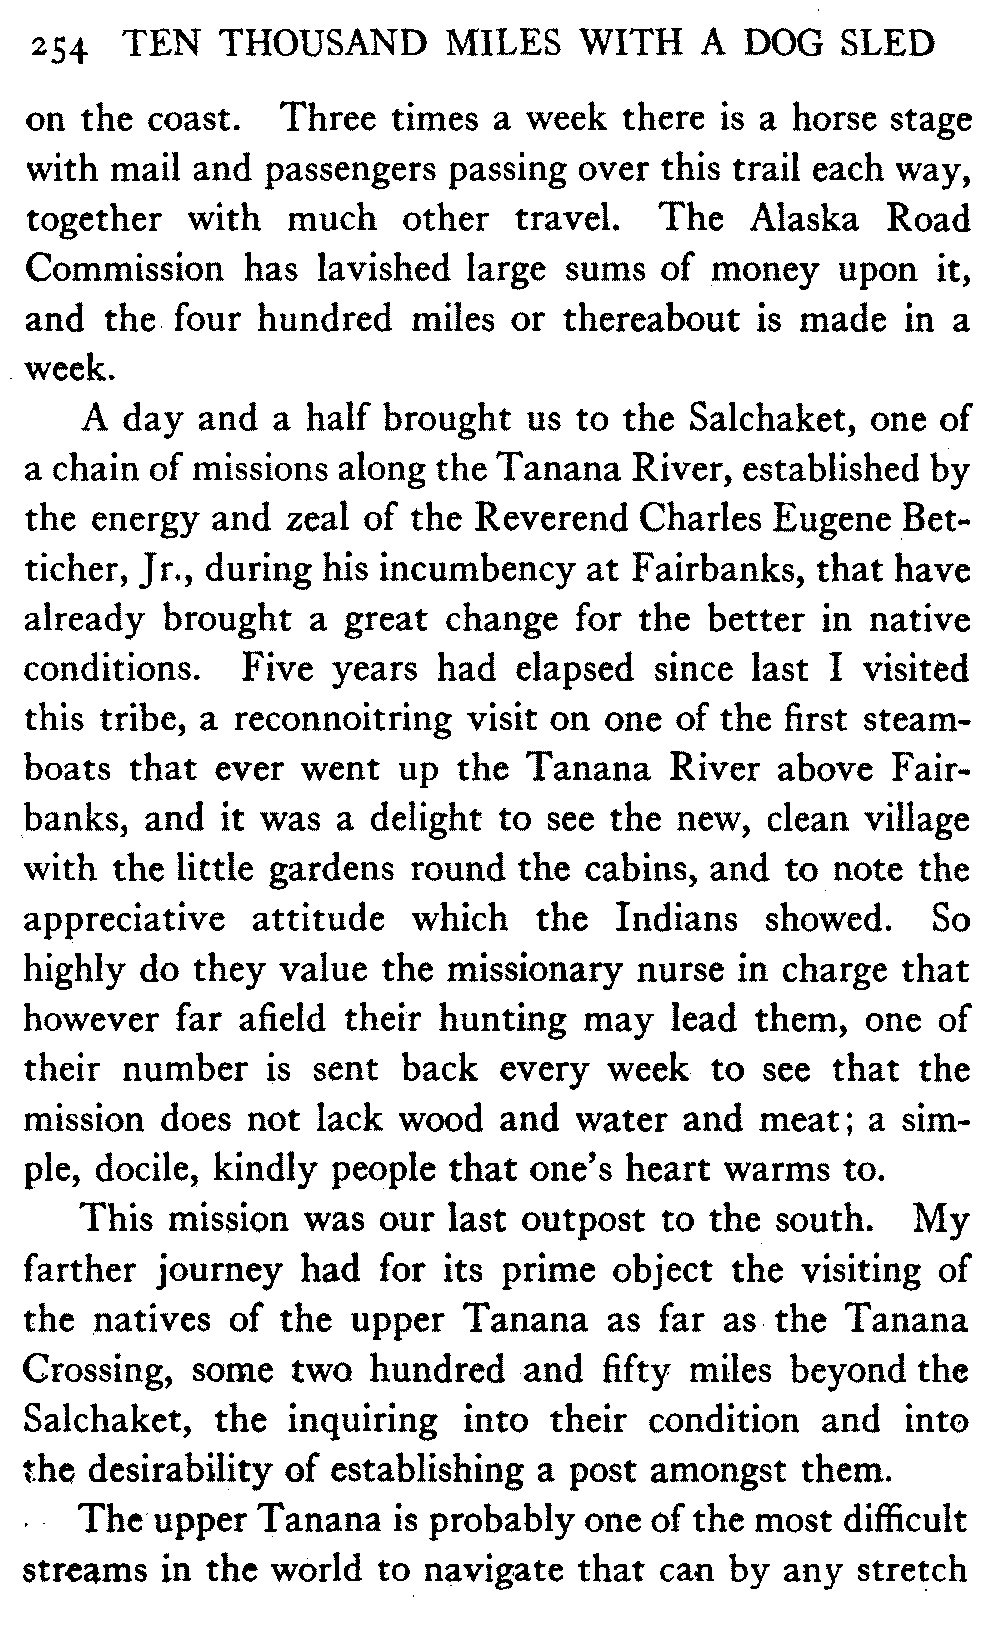 254 TEN THOUSAND MILES WITH A DOG SLED
on the coast. Three times a week there is a horse stage
with mail and passengers passing over this trail each way,
together with much other travel. The Alaska Road
Commission has lavished large sums of money upon it,
and the four hundred miles or thereabout is made in a
week.
A day and a half brought us to the Salchaket, one of
a chain of missions along the Tanana River, established by
the energy and zeal of the Reverend Charles Eugene Bet-
ticher, Jr., during his incumbency at Fairbanks, that have
already brought a great change for the better in native
conditions. Five years had elapsed since last I visited
this tribe, a reconnoitring visit on one of the first steam-
boats that ever went up the Tanana River above Fair-
banks, and it was a delight to see the new, clean village
with the little gardens round the cabins, and to note the
appreciative attitude which the Indians showed. So
highly do they value the missionary nurse in charge that
however far afield their hunting may lead them, one of
their number is sent back every week to see that the
mission does not lack wood and water and meat; a sim-
ple, docile, kindly people that one's heart warms to.
This mission was our last outpost to the south. My
farther journey had for its prime object the visiting of
the natives of the upper Tanana as far as the Tanana
Crossing, some two hundred and fifty miles beyond the
Salchaket, the inquiring into their condition and into
the desirability of establishing a post amongst them.
The upper Tanana is probably one of the most difficult
streams in the world to navigate that can by any stretch